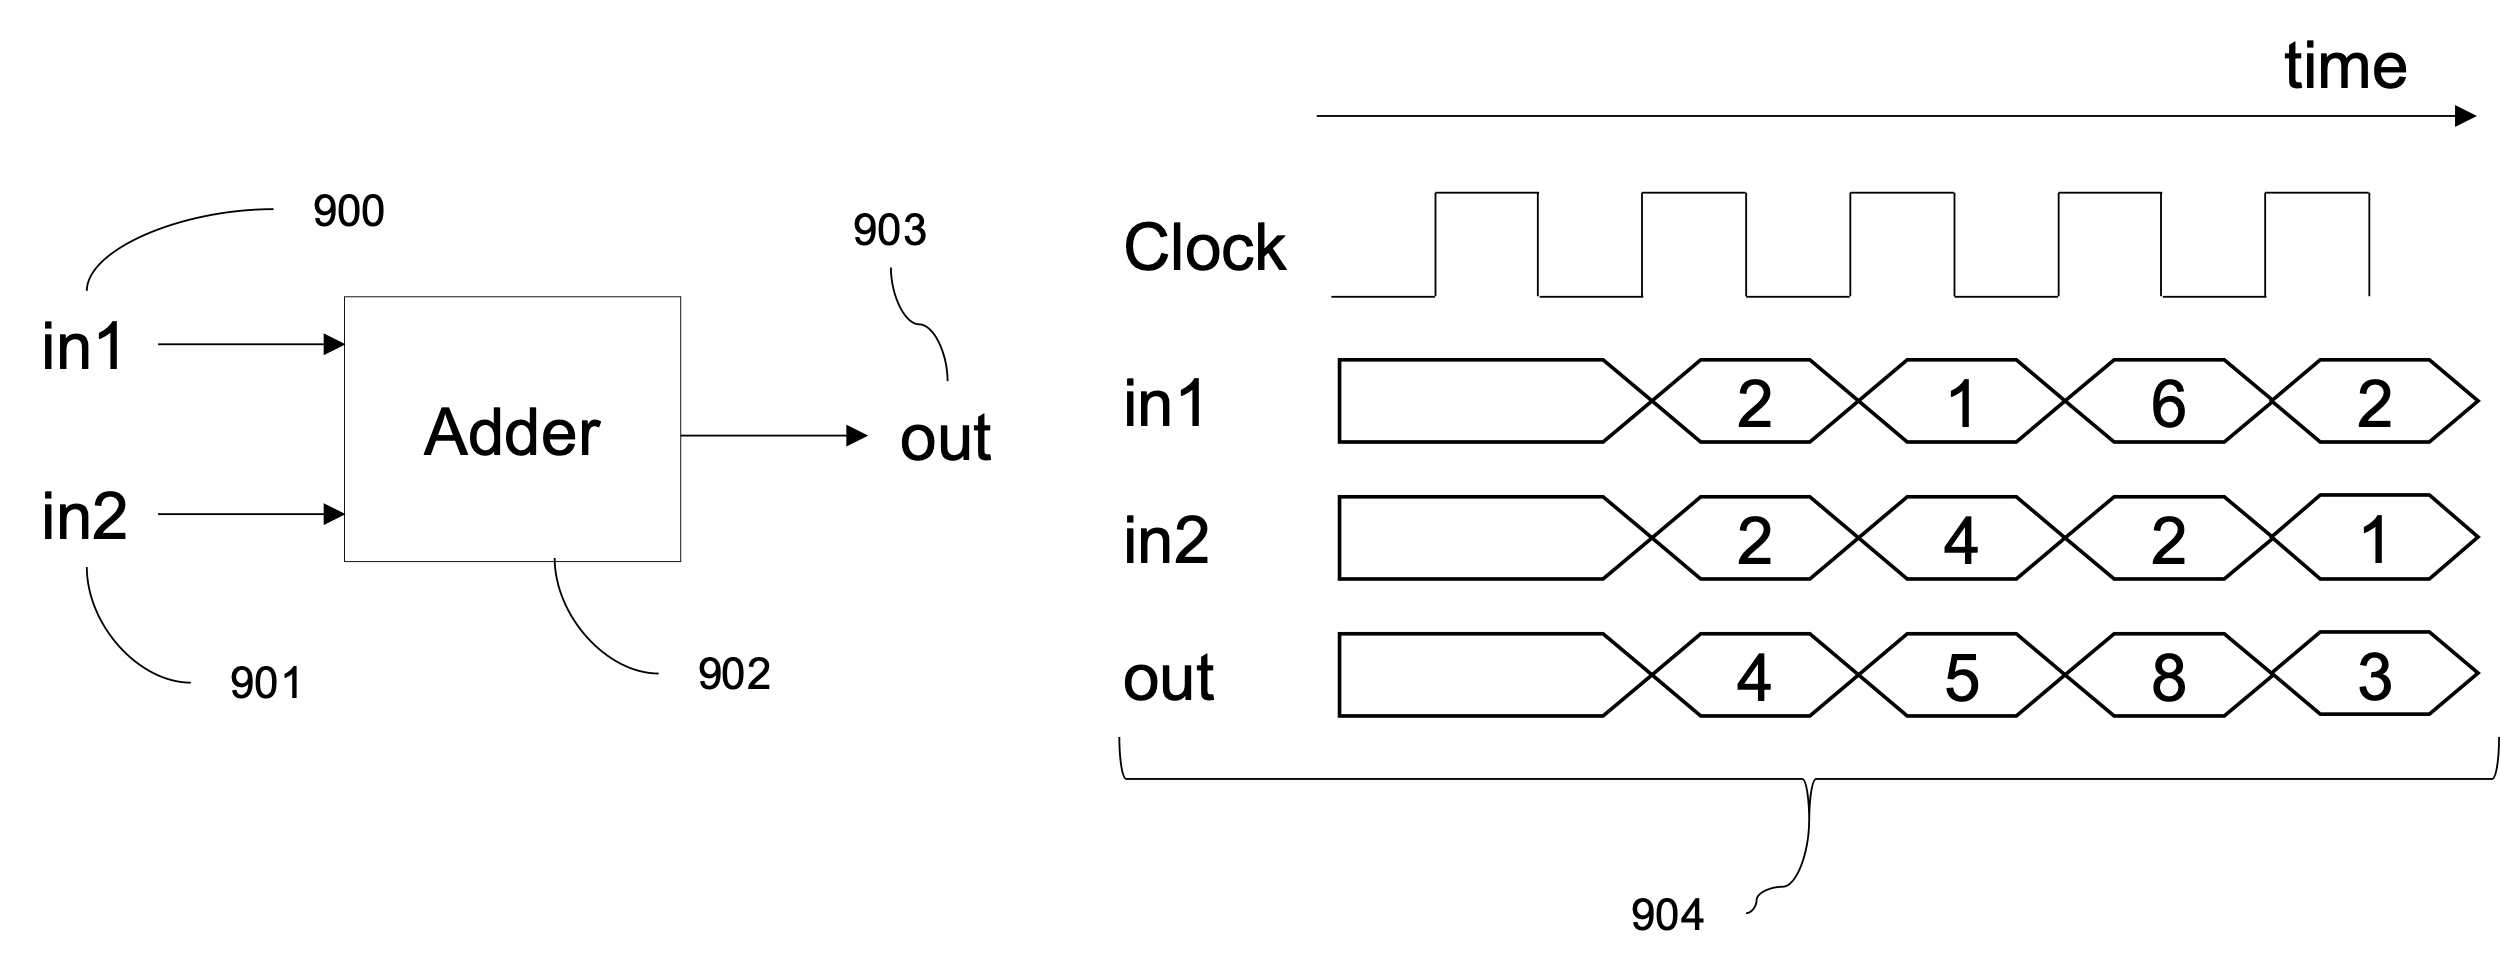 time
900
903
Clock
in1
Adder
out
in2
901
902
in1 2 1 6 2
in2 2 4 2 1
out 4 5 8 3
904